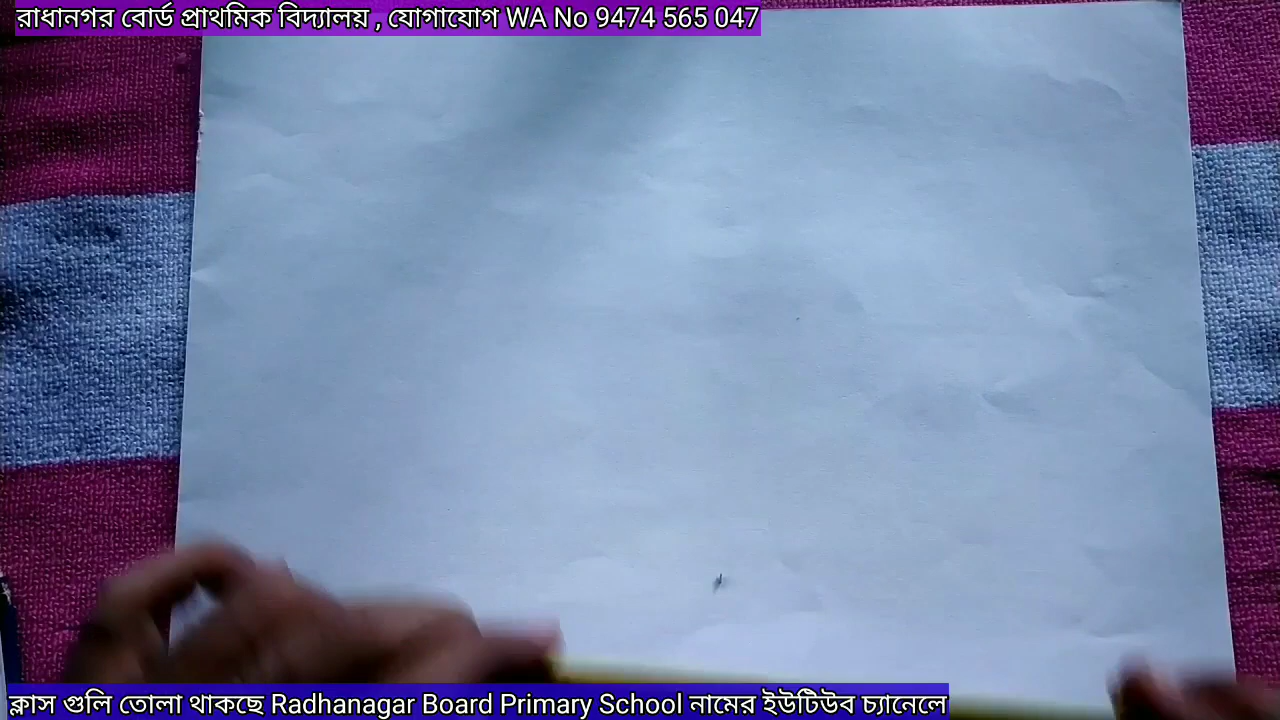 রাধানগর বোর্ড প্রাথমিক বিদ্যালয় , যোগাযোগ WA No 9474 565 047
ক্লাস গুলি তোলা থাকছে Radhanagar Board Primary School নামের ইউটিউব চ্যানেলে